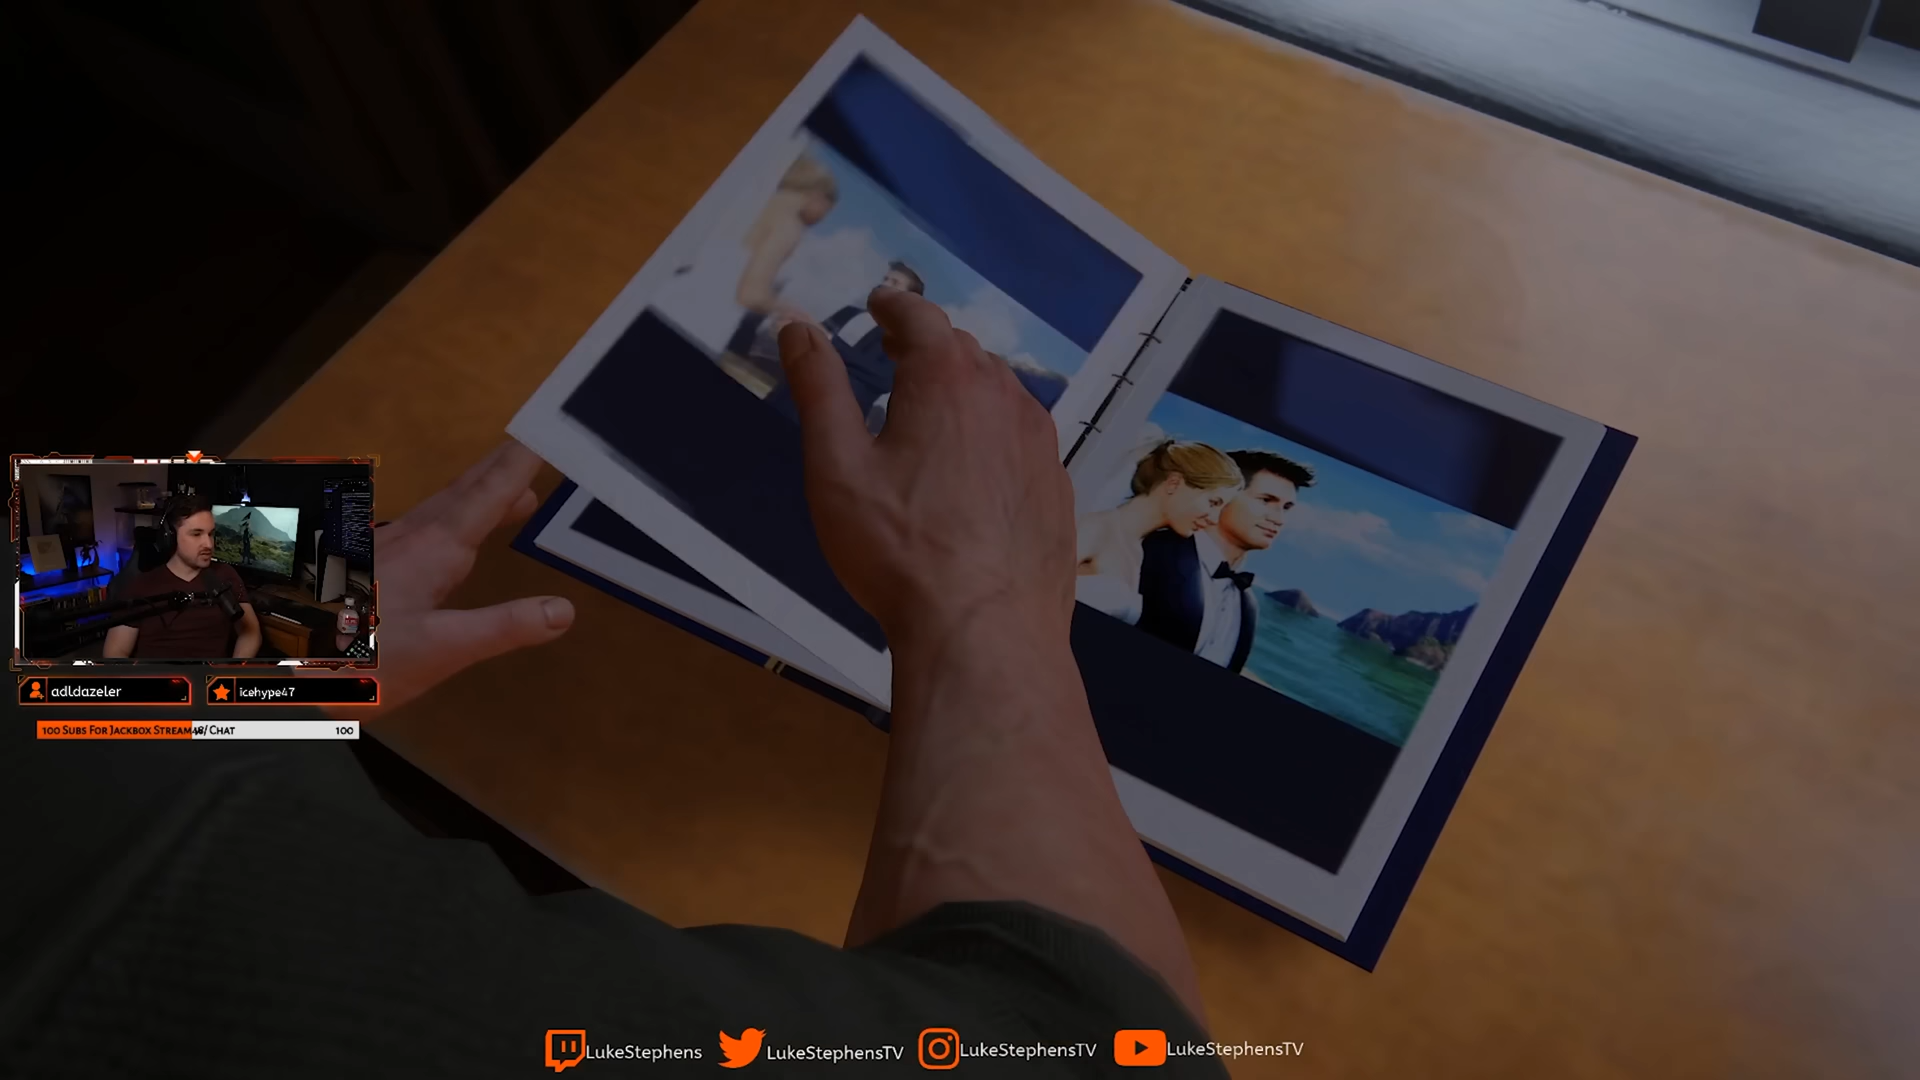 adldazeler
icehype47
100 Subs For Jackbox Stream w/ Chat
100
LukeStephens
LukeStephensTV
LukeStephensTV
LukeStephensTV